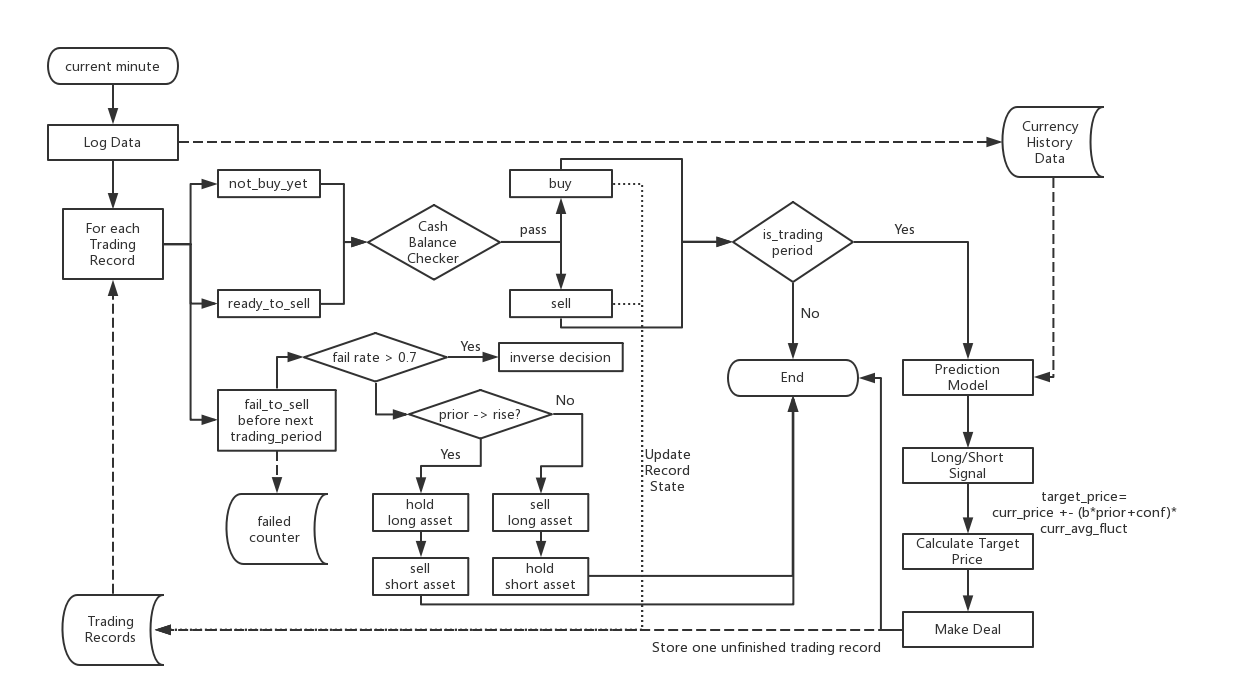 current minute
Log Data
Currency
History
Data
For each
Trading
Record
not_buy_yet
ready_to_sell
Cash
Balance
Checker
pass
buy
sell
is_trading
period
Yes
No
fail rate > 0.7
Yes
inverse decision
End
Prediction
Model
fail_to_sell
before next
trading_period
prior -> rise?
No
Yes
Update
Record
State
Long/Short
Signal
target_price=
curr_price +- (b*prior+conf)*
curr_avg_fluct
failed
counter
hold
long asset
sell
long asset
sell
short asset
hold
short asset
Calculate Target
Price
Trading
Records
Make Deal
Store one unfinished trading record